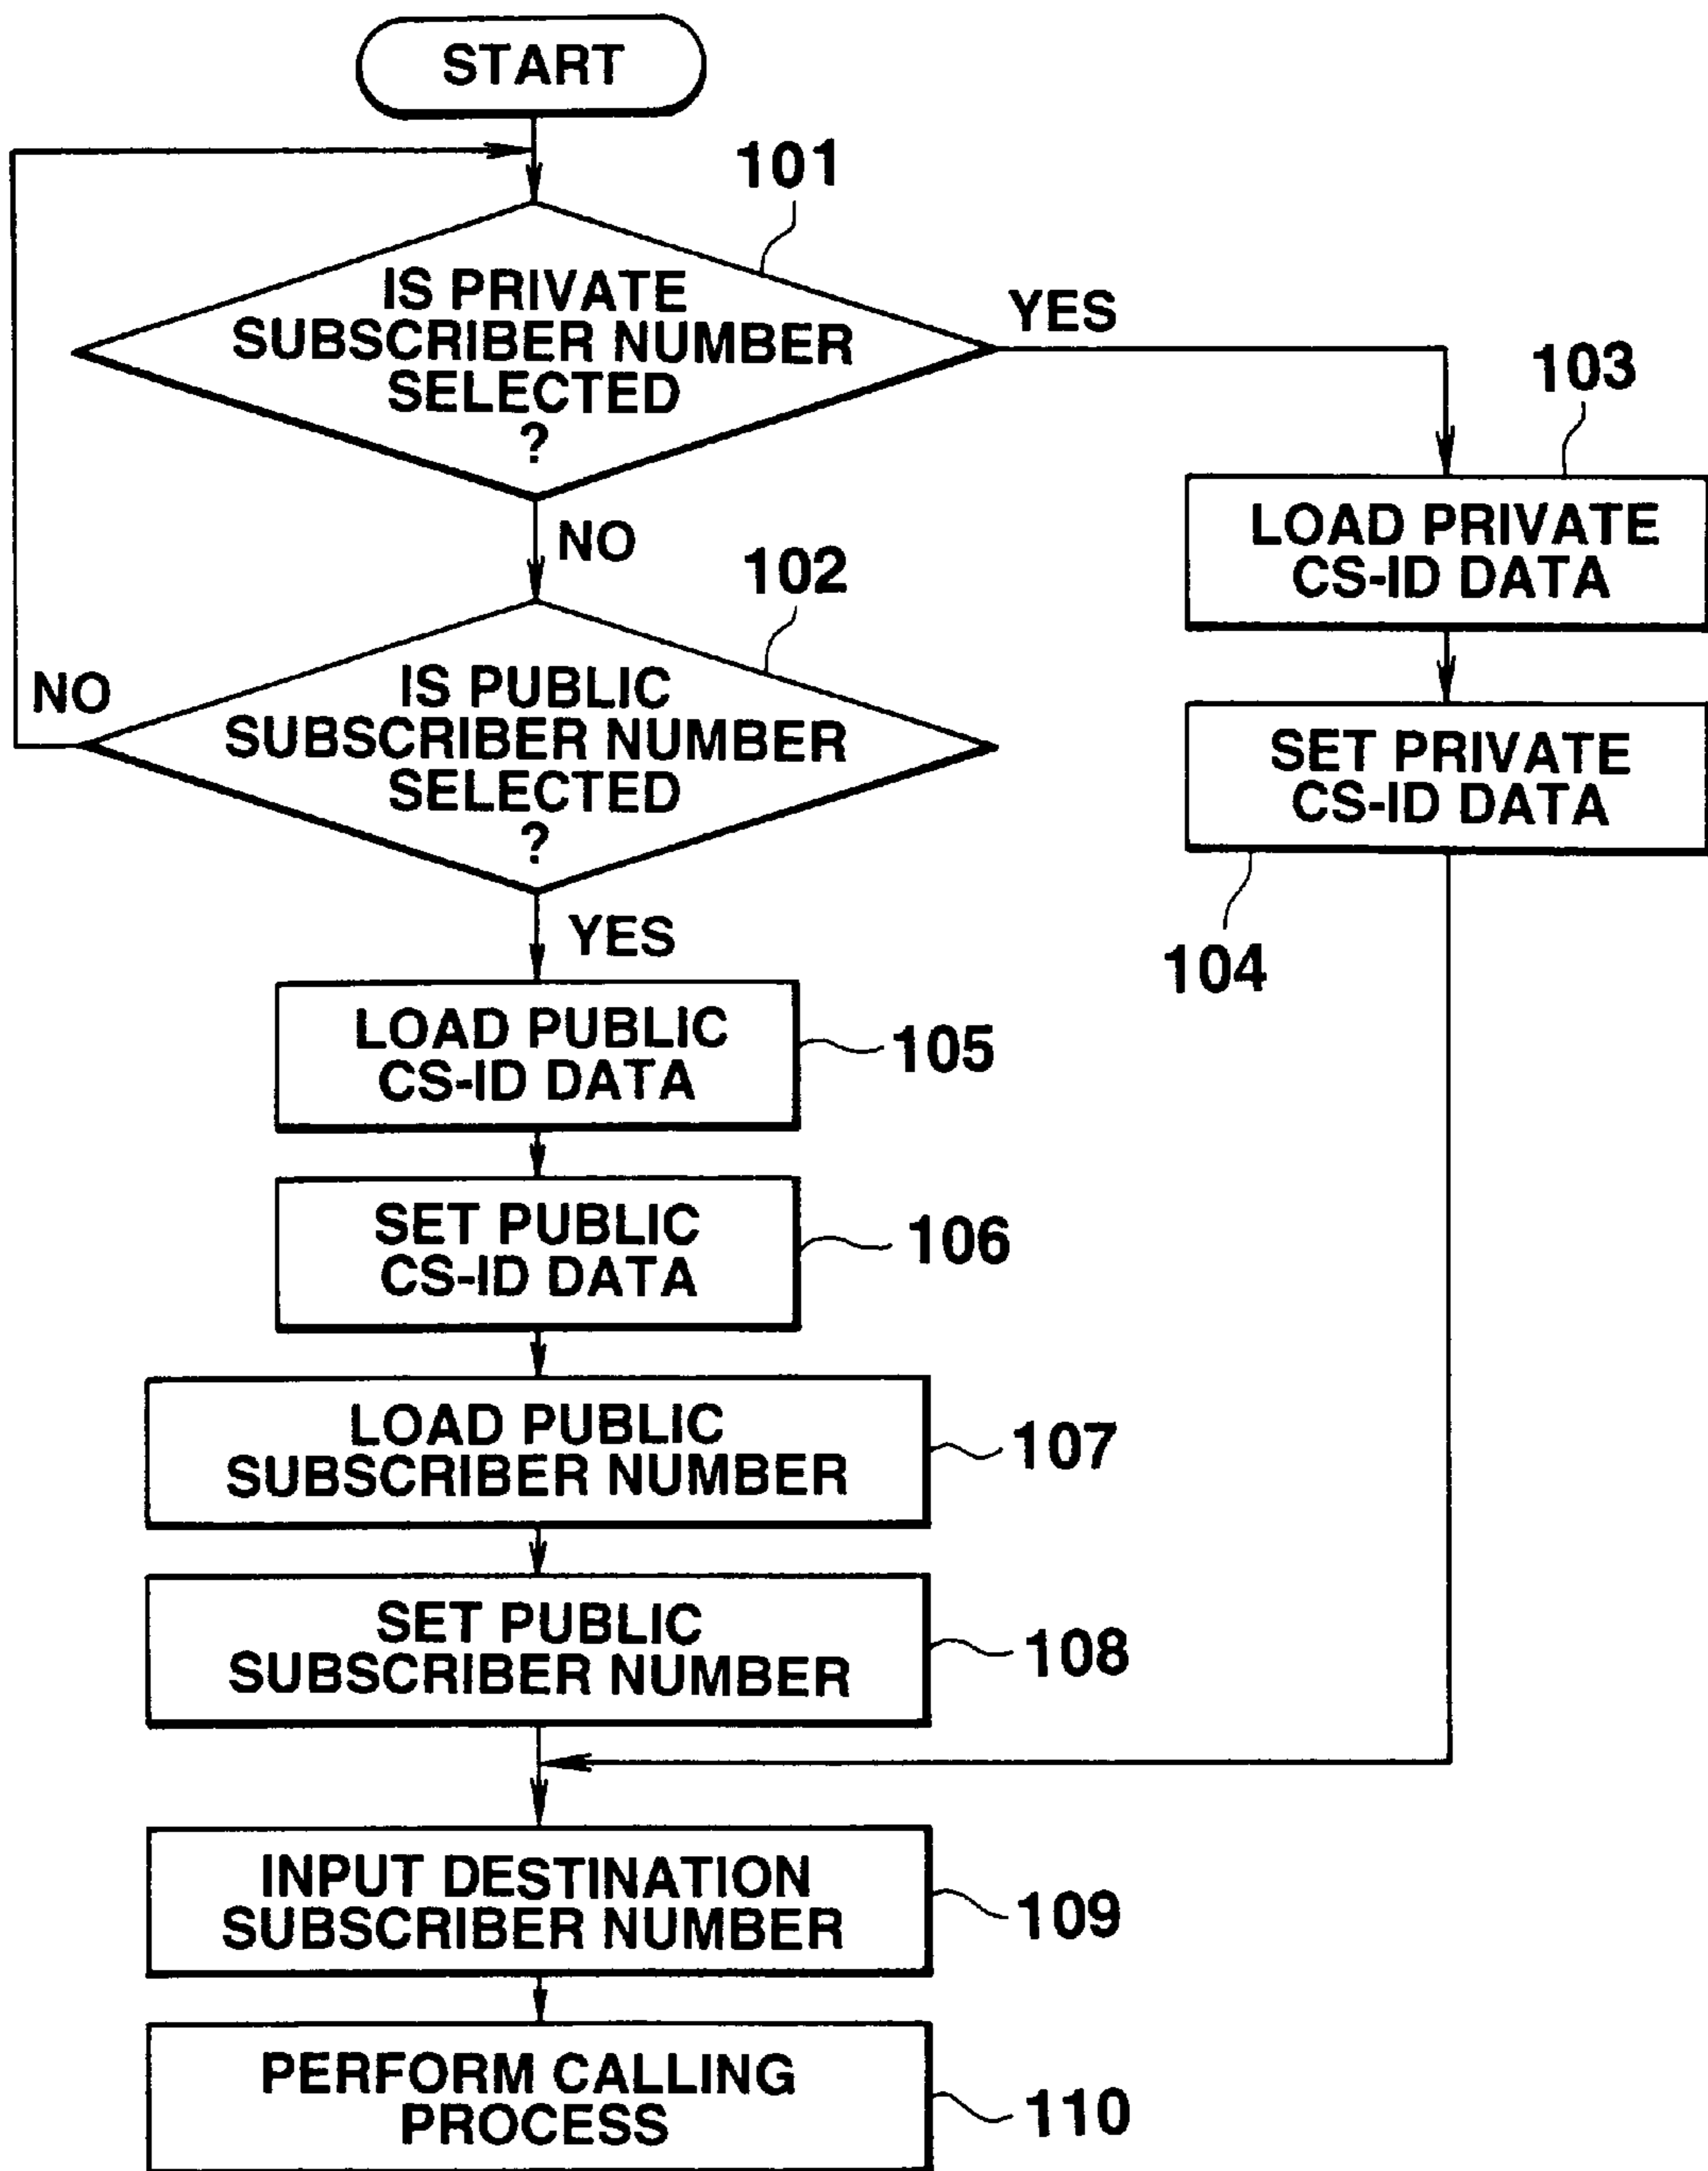 START
101
IS PRIVATE
SUBSCRIBER NUMBER
SELECTED
?
YES
NO
103
LOAD PRIVATE
CS-ID DATA
SET PRIVATE
CS-ID DATA
104
102
IS PUBLIC
SUBSCRIBER NUMBER
SELECTED
?
NO
YES
LOAD PUBLIC
CS-ID DATA
105
SET PUBLIC
CS-ID DATA
106
LOAD PUBLIC
SUBSCRIBER NUMBER
107
SET PUBLIC
SUBSCRIBER NUMBER
108
INPUT DESTINATION
SUBSCRIBER NUMBER
109
PERFORM CALLING
PROCESS
110